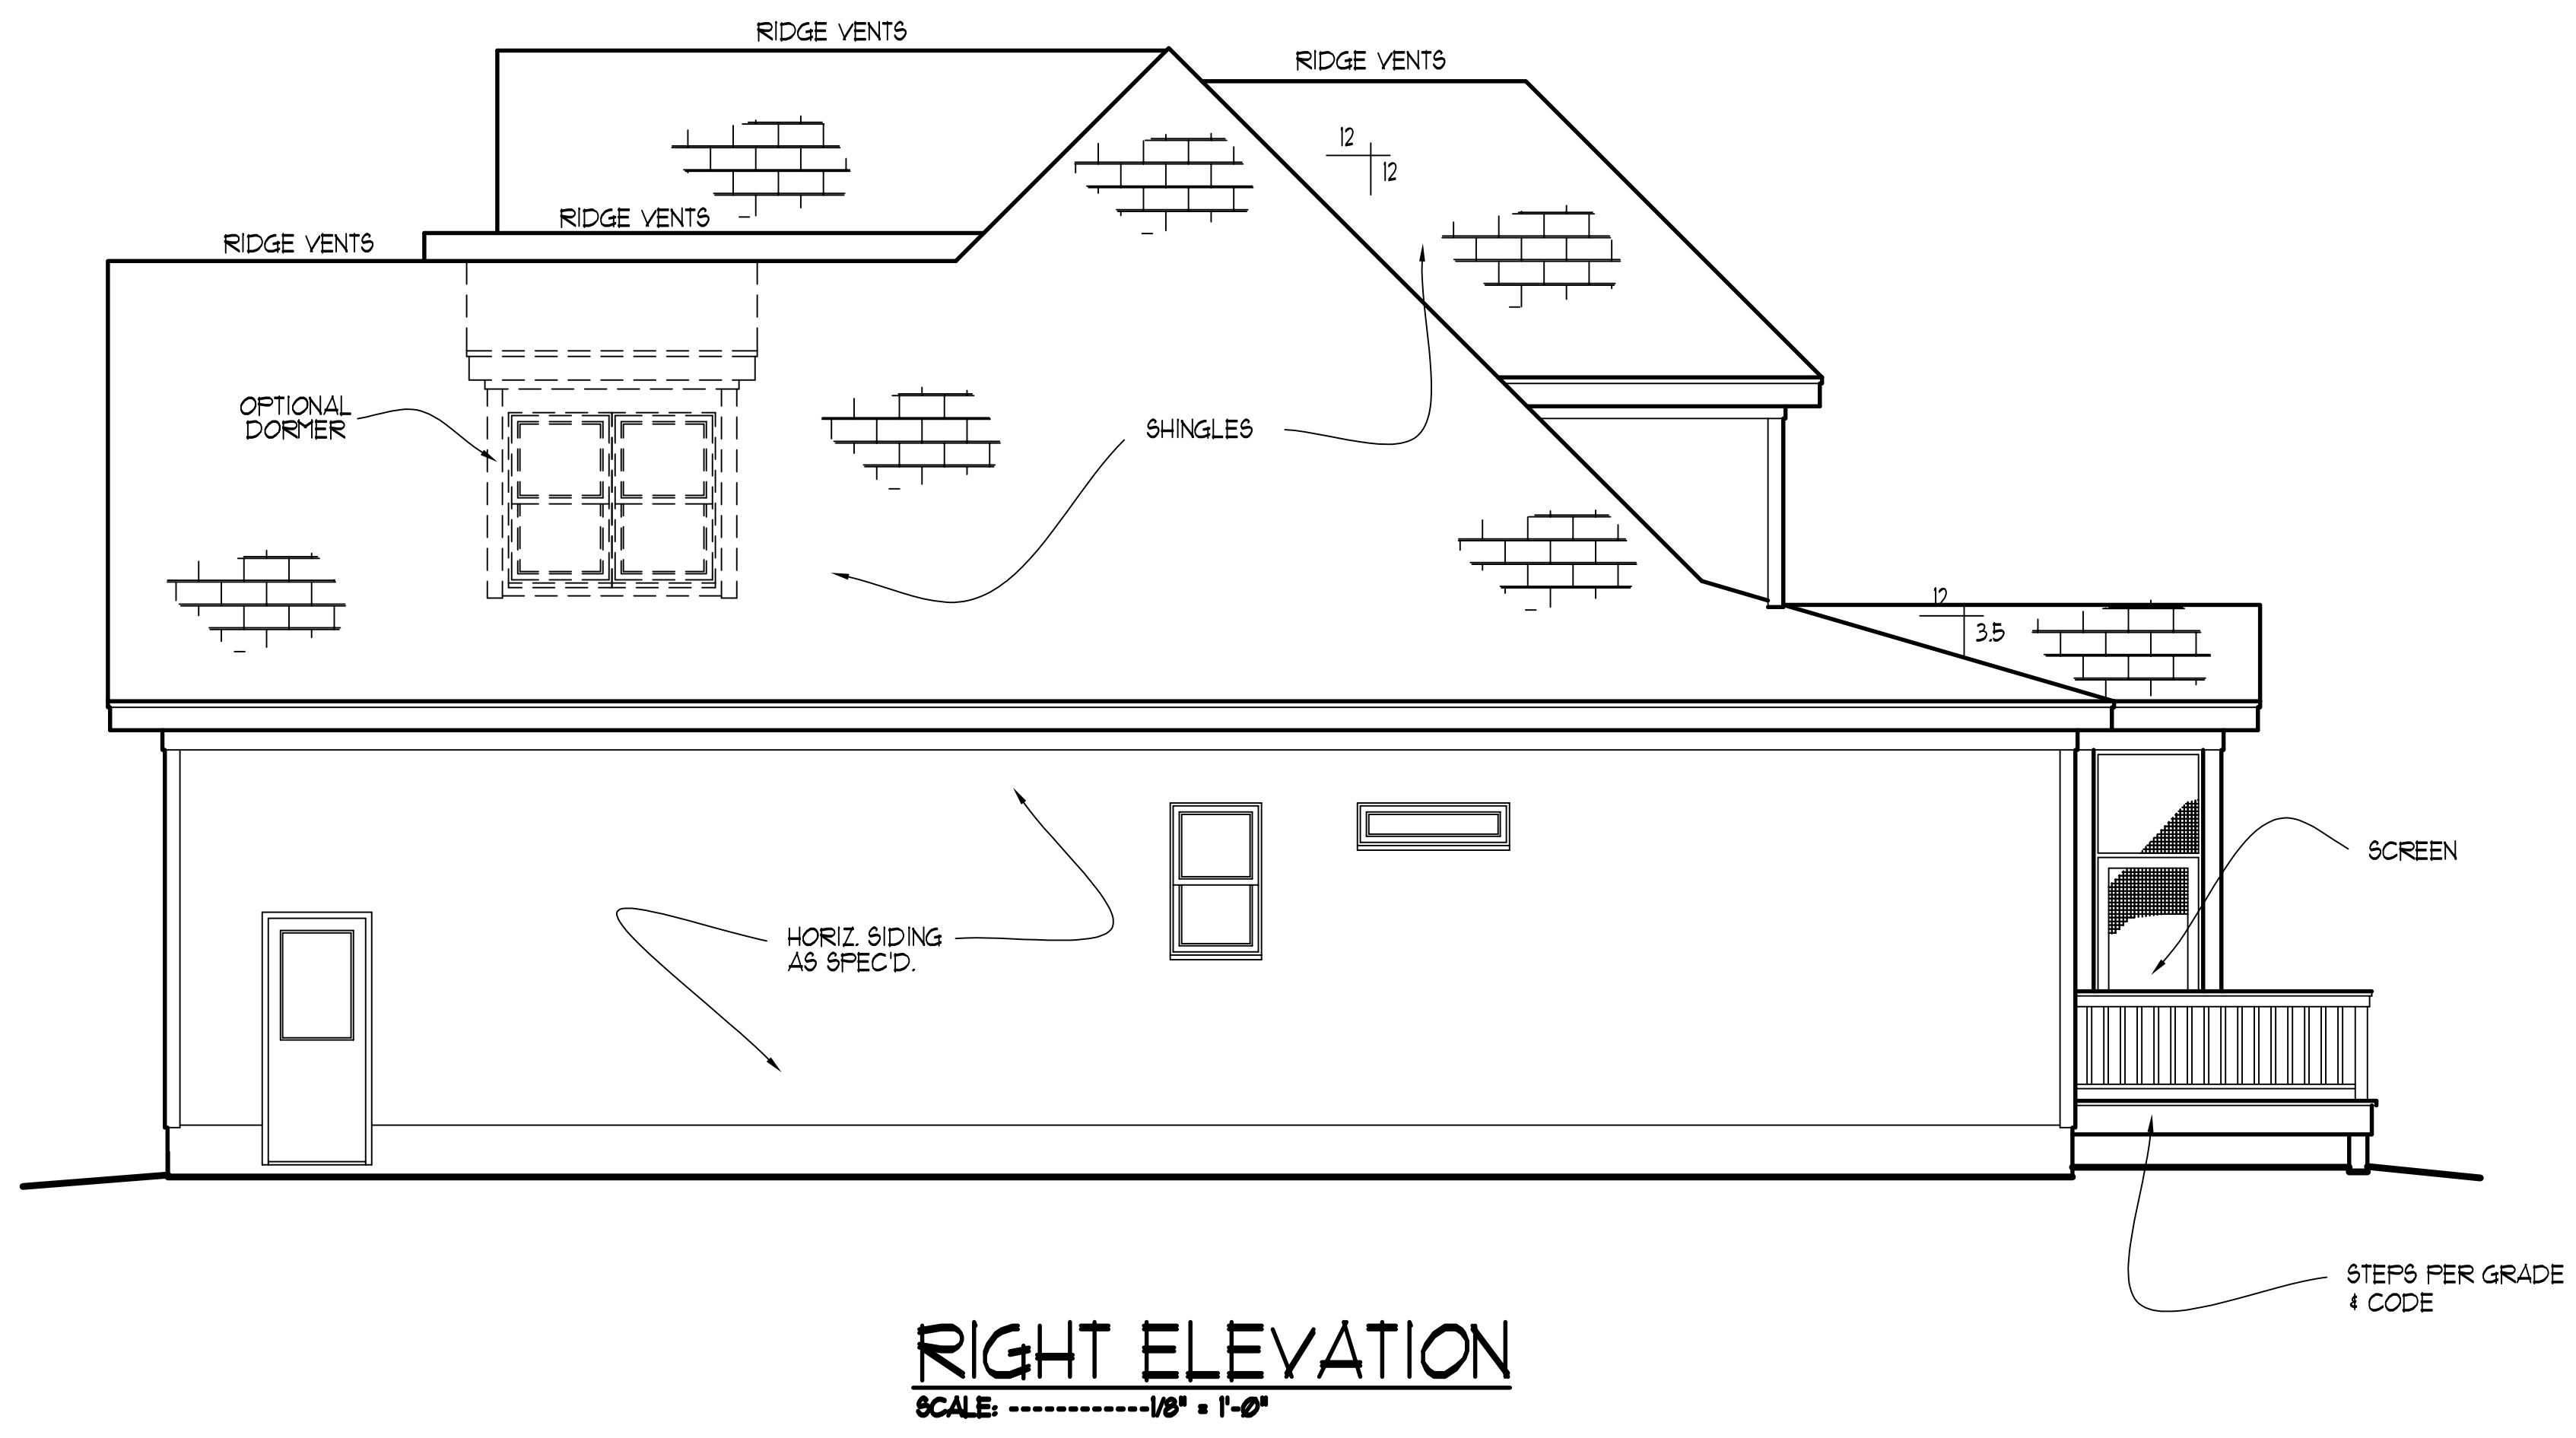 RIDGE VENTS
RIDGE VENTS
12
12
RIDGE VENTS
RIDGE VENTS
OPTIONAL
DORMER
SHINGLES
12
3.5
SCREEN
HORIZ. SIDING
AS SPEC'D.
STEPS PER GRADE
& CODE
RIGHT ELEVATION
SCALE: -------------1/8" = 1'-0"